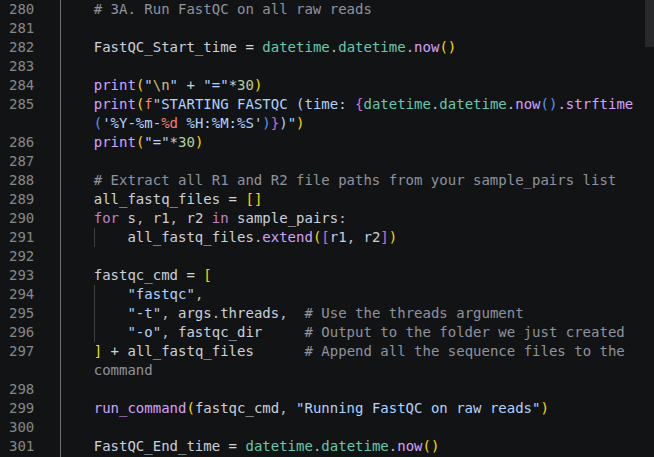 280 # 3A. Run FastQC on all raw reads
281
282 FastQC_Start_time = datetime.datetime.now()
283
284 print("\n" + "="*30)
285 print(f"STARTING FASTQC (time: {datetime.datetime.now().strftime
('%Y-%m-%d %H:%M:%S')})")
286 print("="*30)
287
288 # Extract all R1 and R2 file paths from your sample_pairs list
289 all_fastq_files = []
290 for s, r1, r2 in sample_pairs:
291     all_fastq_files.extend([r1, r2])
292
293 fastqc_cmd = [
294     "fastqc",
295     "-t", args.threads,  # Use the threads argument
296     "-o", fastqc_dir     # Output to the folder we just created
297 ] + all_fastq_files      # Append all the sequence files to the
command
298
299 run_command(fastqc_cmd, "Running FastQC on raw reads")
300
301 FastQC_End_time = datetime.datetime.now()